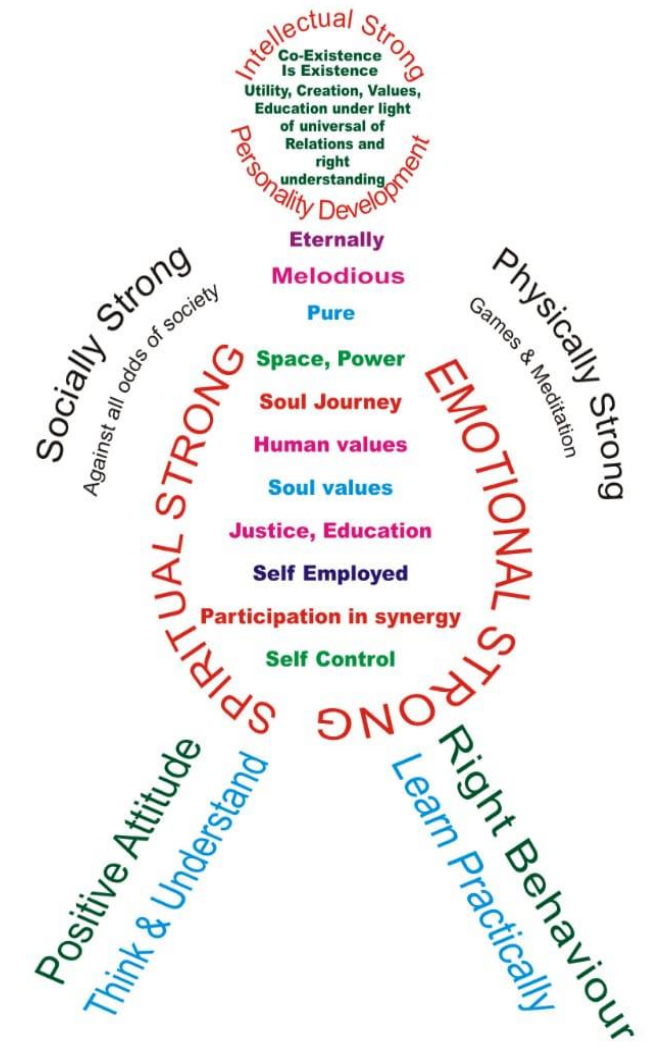 Intellectual Strong
Co-Existence
Is Existence
Utility, Creation, Values,
Education under light
of universal of
Relations and
right
understanding
Personality Development
Eternally
Melodious
Pure
Space, Power
Soul Journey
Human values
Soul values
Justice, Education
Self Employed
Participation in synergy
Self Control
Socially Strong
Against all odds of society
Physically Strong
Games & Meditation
SPIRITUAL STRONG
EMOTIONAL STRONG
Positive Attitude
Think & Understand
Learn Practically
Right Behaviour